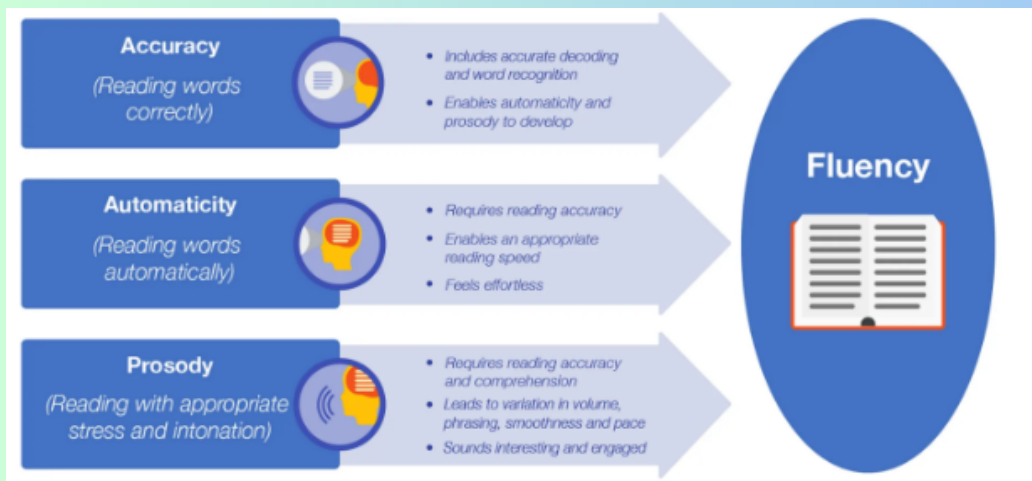 Accuracy
(Reading words
correctly)
• Includes accurate decoding
and word recognition
• Enables automaticity and
prosody to develop
Automaticity
(Reading words
automatically)
• Requires reading accuracy
• Enables an appropriate
reading speed
• Feels effortless
Prosody
(Reading with appropriate
stress and intonation)
• Requires reading accuracy
and comprehension
• Leads to variation in volume,
phrasing, smoothness and pace
• Sounds interesting and engaged
Fluency